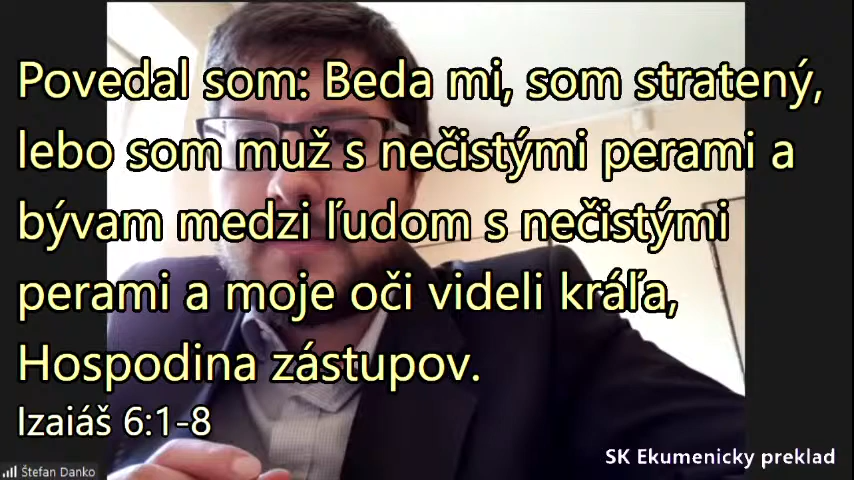 Povedal som: Beda mi, som stratený,
lebo som muž s nečistými perami a
bývam medzi ľudom s nečistými
perami a moje oči videli kráľa,
Hospodina zástupov.
Izaiáš 6:1-8
SK Ekumenicky preklad
Štefan Danko